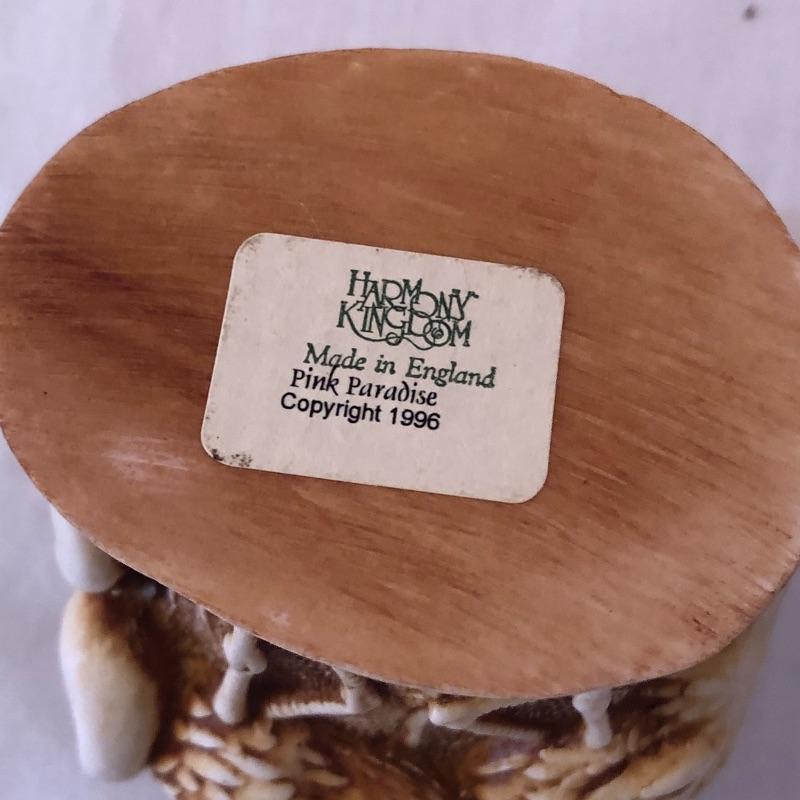 HARMONY
KINGDOM
Made in England
Pink Paradise
Copyright 1996